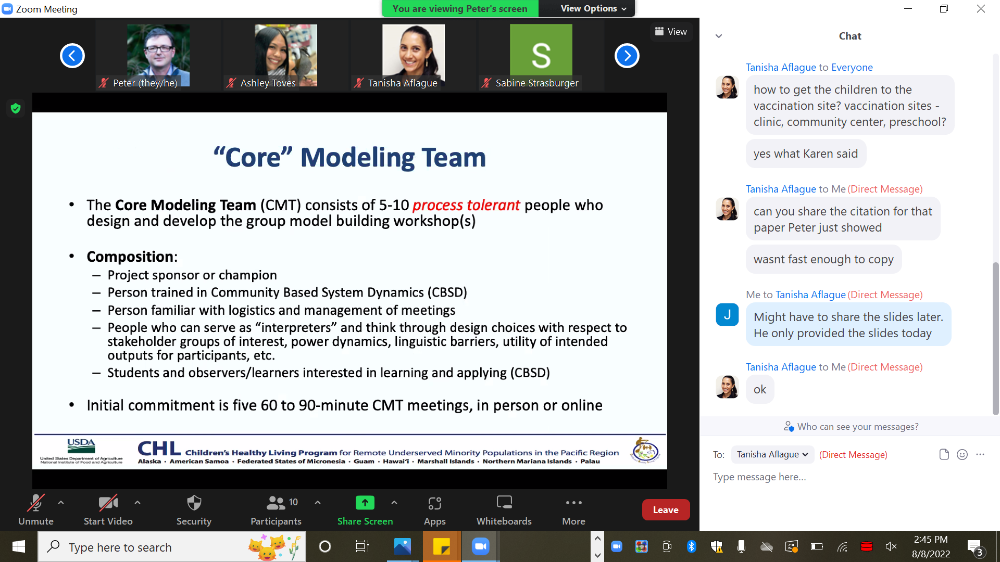 Zoom Meeting
You are viewing Peter's screen
View Options
View
Peter (they/he)
Ashley Toves
Tanisha Aflague
S
Sabine Strasburger
“Core” Modeling Team
• The Core Modeling Team (CMT) consists of 5-10 process tolerant people who
design and develop the group model building workshop(s)
• Composition:
– Project sponsor or champion
– Person trained in Community Based System Dynamics (CBSD)
– Person familiar with logistics and management of meetings
– People who can serve as “interpreters” and think through design choices with respect to
stakeholder groups of interest, power dynamics, linguistic barriers, utility of intended
outputs for participants, etc.
– Students and observers/learners interested in learning and applying (CBSD)
• Initial commitment is five 60 to 90-minute CMT meetings, in person or online
USDA
United States Department of Agriculture
National Institute of Food and Agriculture
CHL Children's Healthy Living Program for Remote Underserved Minority Populations in the Pacific Region
Alaska · American Samoa · Federated States of Micronesia · Guam · Hawai‘i · Marshall Islands · Northern Mariana Islands · Palau
Unmute
Start Video
Security
10
Participants
Share Screen
Apps
Whiteboards
More
Leave
Chat
Tanisha Aflague to Everyone
how to get the children to the
vaccination site? vaccination sites -
clinic, community center, preschool?
yes what Karen said
Tanisha Aflague to Me (Direct Message)
can you share the citation for that
paper Peter just showed
wasnt fast enough to copy
Me to Tanisha Aflague (Direct Message)
J
Might have to share the slides later.
He only provided the slides today
Tanisha Aflague to Me (Direct Message)
ok
Who can see your messages?
To: Tanisha Aflague (Direct Message)
Type message here...
Type here to search
2:45 PM
8/8/2022
3